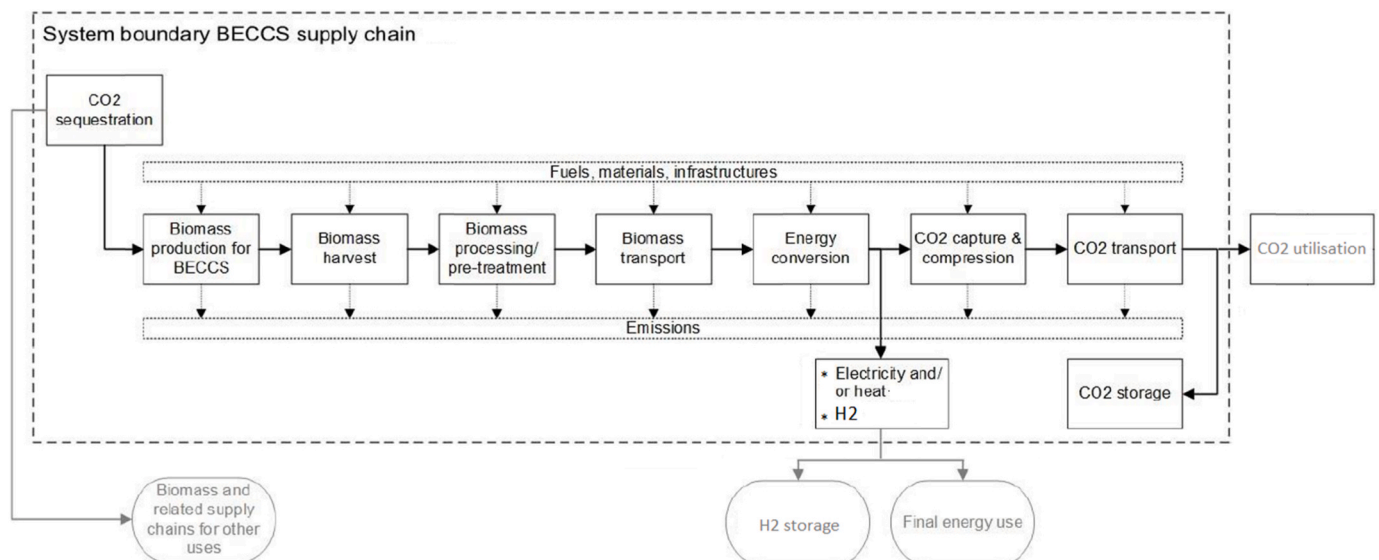 System boundary BECCS supply chain
CO2
sequestration
Fuels, materials, infrastructures
Biomass
production for
BECCS
Biomass
harvest
Biomass
processing/
pre-treatment
Biomass
transport
Energy
conversion
CO2 capture &
compression
CO2 transport
CO2 utilisation
Emissions
* Electricity and/
or heat·
* H2
CO2 storage
Biomass and
related supply
chains for other
uses
H2 storage
Final energy use